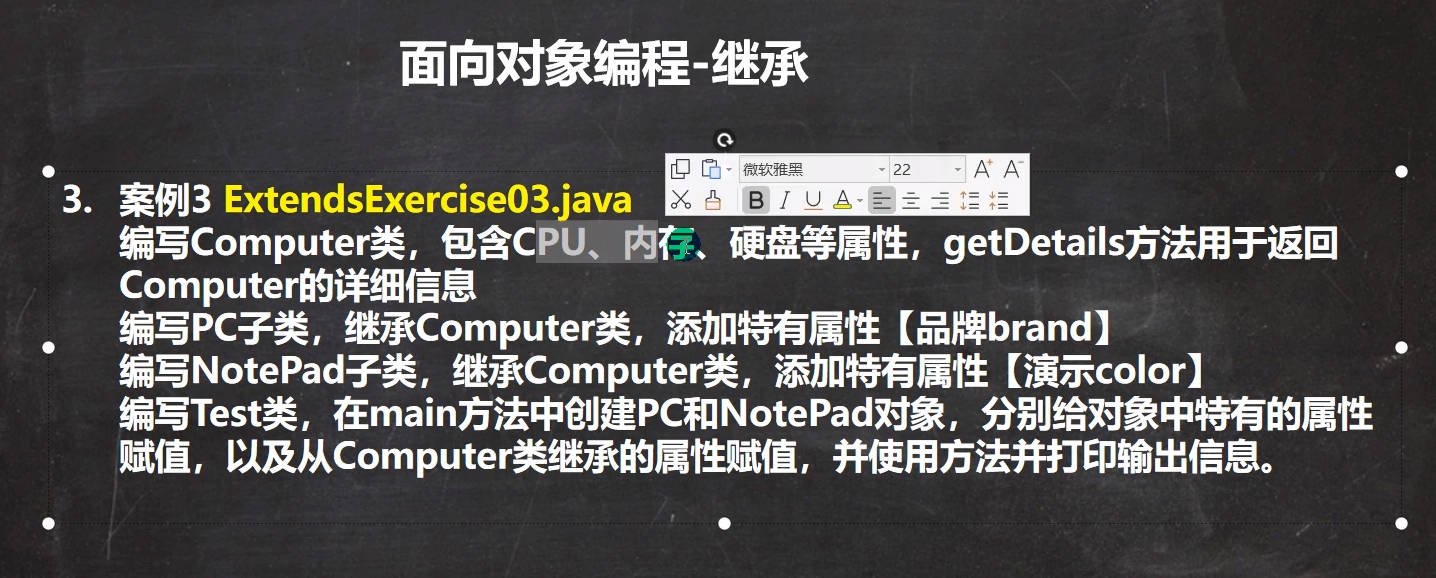 面向对象编程-继承
微软雅黑 22
B I U A
3. 案例3 ExtendsExercise03.java
编写Computer类，包含CPU、内存、硬盘等属性，getDetails方法用于返回
Computer的详细信息
编写PC子类，继承Computer类，添加特有属性【品牌brand】
编写NotePad子类，继承Computer类，添加特有属性【演示color】
编写Test类，在main方法中创建PC和NotePad对象，分别给对象中特有的属性
赋值，以及从Computer类继承的属性赋值，并使用方法并打印输出信息。